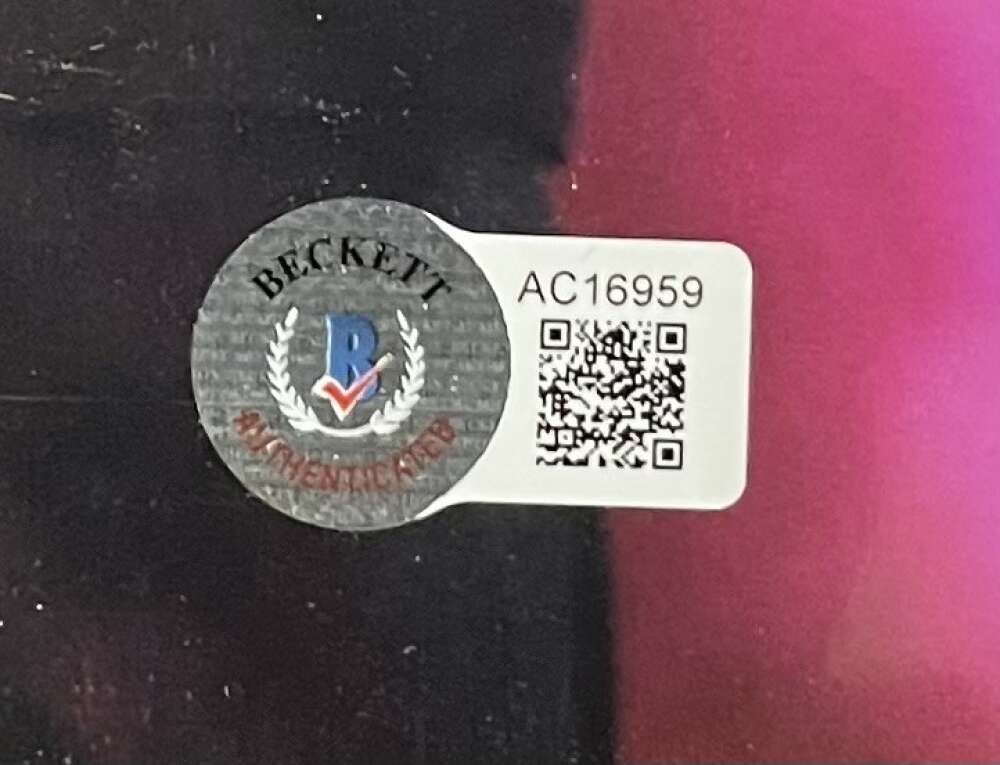 BECKETT
B
AUTHENTICATED
AC16959